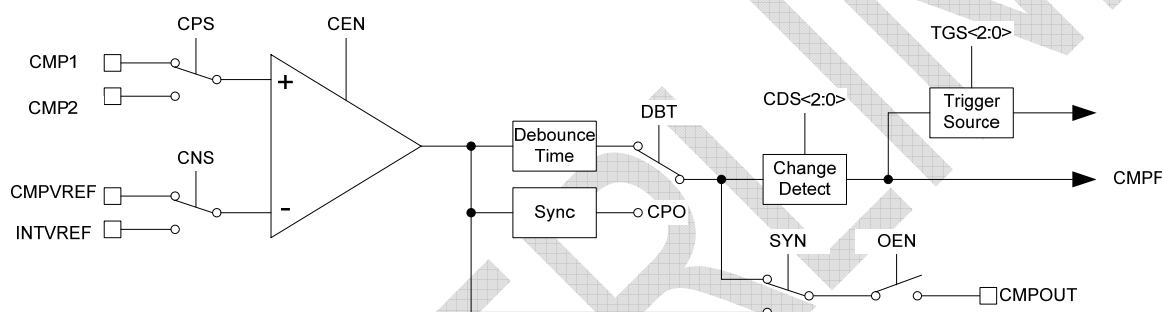 CPS
CEN
TGS<2:0>
CMP1
+
CMP2
CDS<2:0>
Trigger
Source
DBT
Debounce
Time
CNS
Change
Detect
CMPF
CMPVREF
-
Sync
CPO
INTVREF
SYN
OEN
CMPOUT